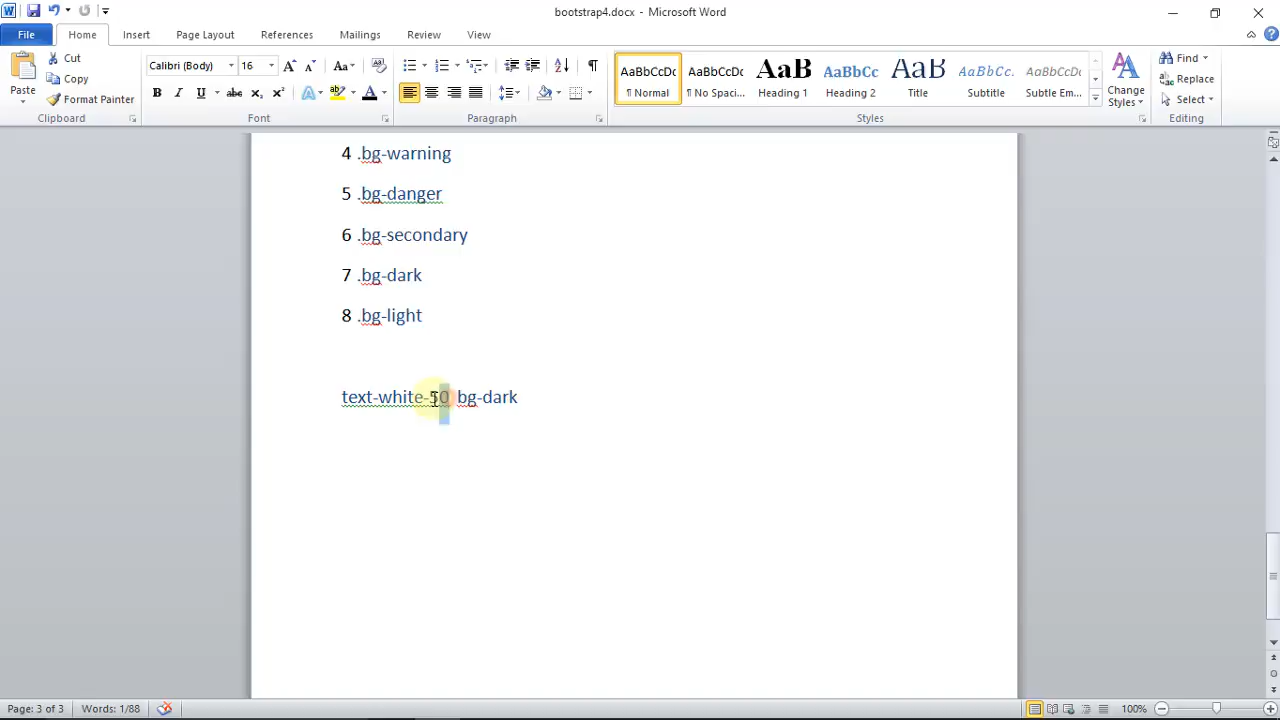 bootstrap4.docx - Microsoft Word
File Home Insert Page Layout References Mailings Review View
Paste
Cut
Copy
Format Painter
Clipboard
Calibri (Body) 16
Font
Paragraph
AaBbCcDc AaBbCcDc AaB AaBbCc AaB AaBbCc. AaBbCcDc
¶ Normal ¶ No Spaci... Heading 1 Heading 2 Title Subtitle Subtle Em...
Change Styles
Styles
Find
Replace
Select
Editing
4 .bg-warning
5 .bg-danger
6 .bg-secondary
7 .bg-dark
8 .bg-light
text-white-50 bg-dark
Page: 3 of 3 Words: 1/88 100%